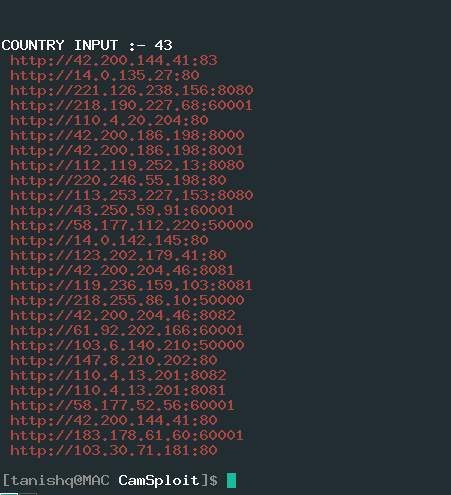 COUNTRY INPUT :- 43
http://42.200.144.41:83
http://14.0.135.27:80
http://221.126.238.156:8080
http://218.190.227.68:60001
http://110.4.20.204:80
http://42.200.186.198:8000
http://42.200.186.198:8001
http://112.119.252.13:8080
http://220.246.55.198:80
http://113.253.227.153:8080
http://43.250.59.91:60001
http://58.177.112.220:50000
http://14.0.142.145:80
http://123.202.179.41:80
http://42.200.204.46:8081
http://119.236.159.103:8081
http://218.255.86.10:50000
http://42.200.204.46:8082
http://61.92.202.166:60001
http://103.6.140.210:50000
http://147.8.210.202:80
http://110.4.13.201:8082
http://110.4.13.201:8081
http://58.177.52.56:60001
http://42.200.144.41:80
http://183.178.61.60:60001
http://103.30.71.181:80
[tanishq@MAC CamSploit]$